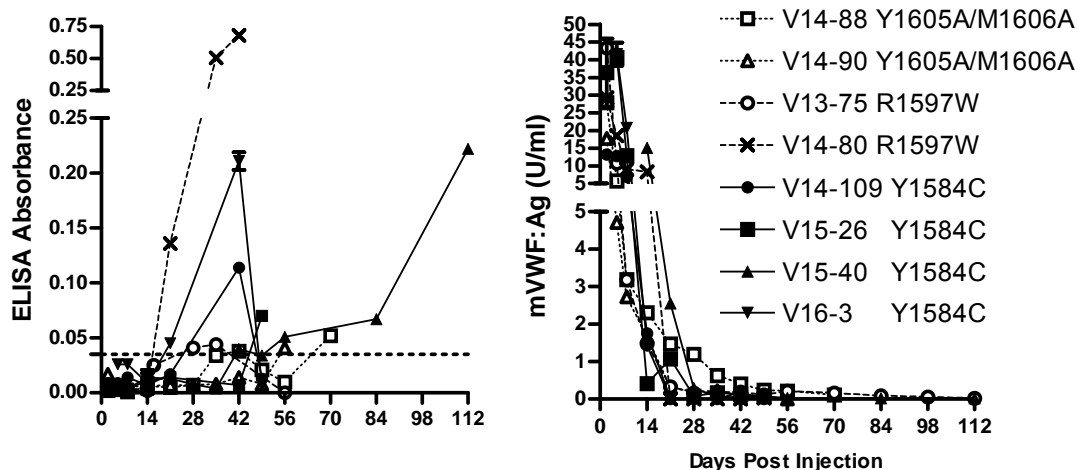 0.75
0.50
0.25
0.25
0.20
0.15
0.10
0.05
0.00
ELISA Absorbance
0 14 28 42 56 70 84 98 112
50
45
40
35
30
25
20
15
10
5
5
4
3
2
1
0
mVWF:Ag (U/ml)
0 14 28 42 56 70 84 98 112
Days Post Injection
V14-88 Y1605A/M1606A
V14-90 Y1605A/M1606A
V13-75 R1597W
V14-80 R1597W
V14-109 Y1584C
V15-26 Y1584C
V15-40 Y1584C
V16-3 Y1584C